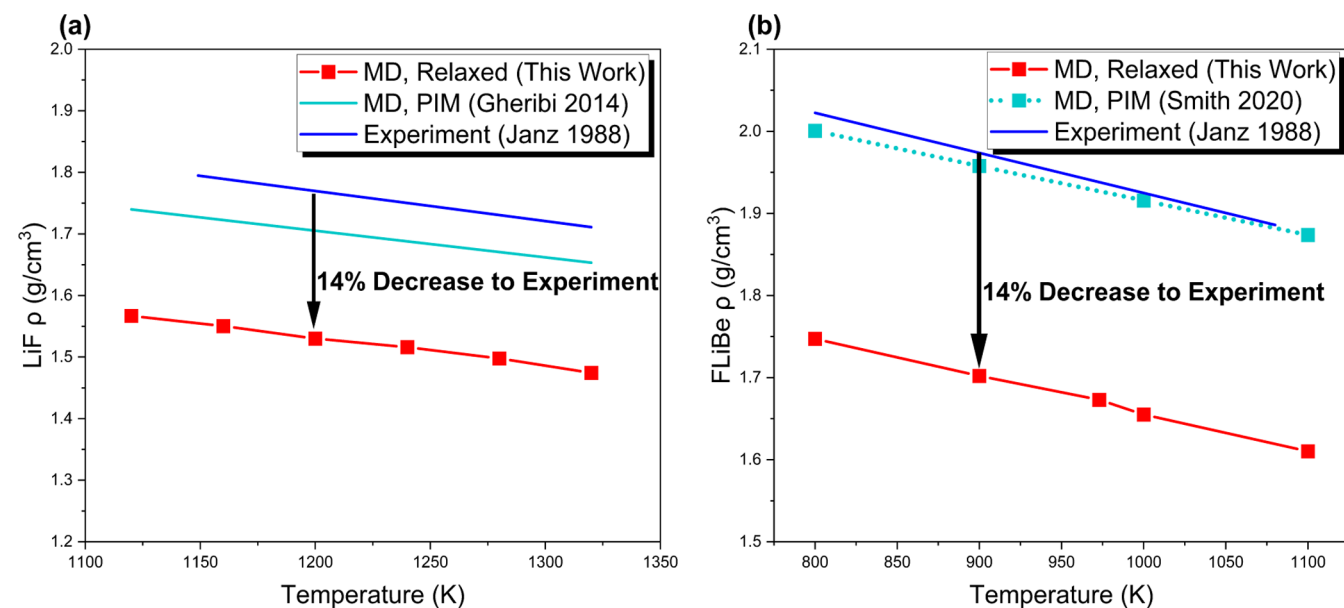 (a)
2.0
1.9
1.8
1.7
1.6
1.5
1.4
1.3
1.2
LiF ρ (g/cm³)
MD, Relaxed (This Work)
MD, PIM (Gheribi 2014)
Experiment (Janz 1988)
14% Decrease to Experiment
1100 1150 1200 1250 1300 1350
Temperature (K)
(b)
2.1
2.0
1.9
1.8
1.7
1.6
1.5
FLiBe ρ (g/cm³)
MD, Relaxed (This Work)
MD, PIM (Smith 2020)
Experiment (Janz 1988)
14% Decrease to Experiment
800 850 900 950 1000 1050 1100
Temperature (K)